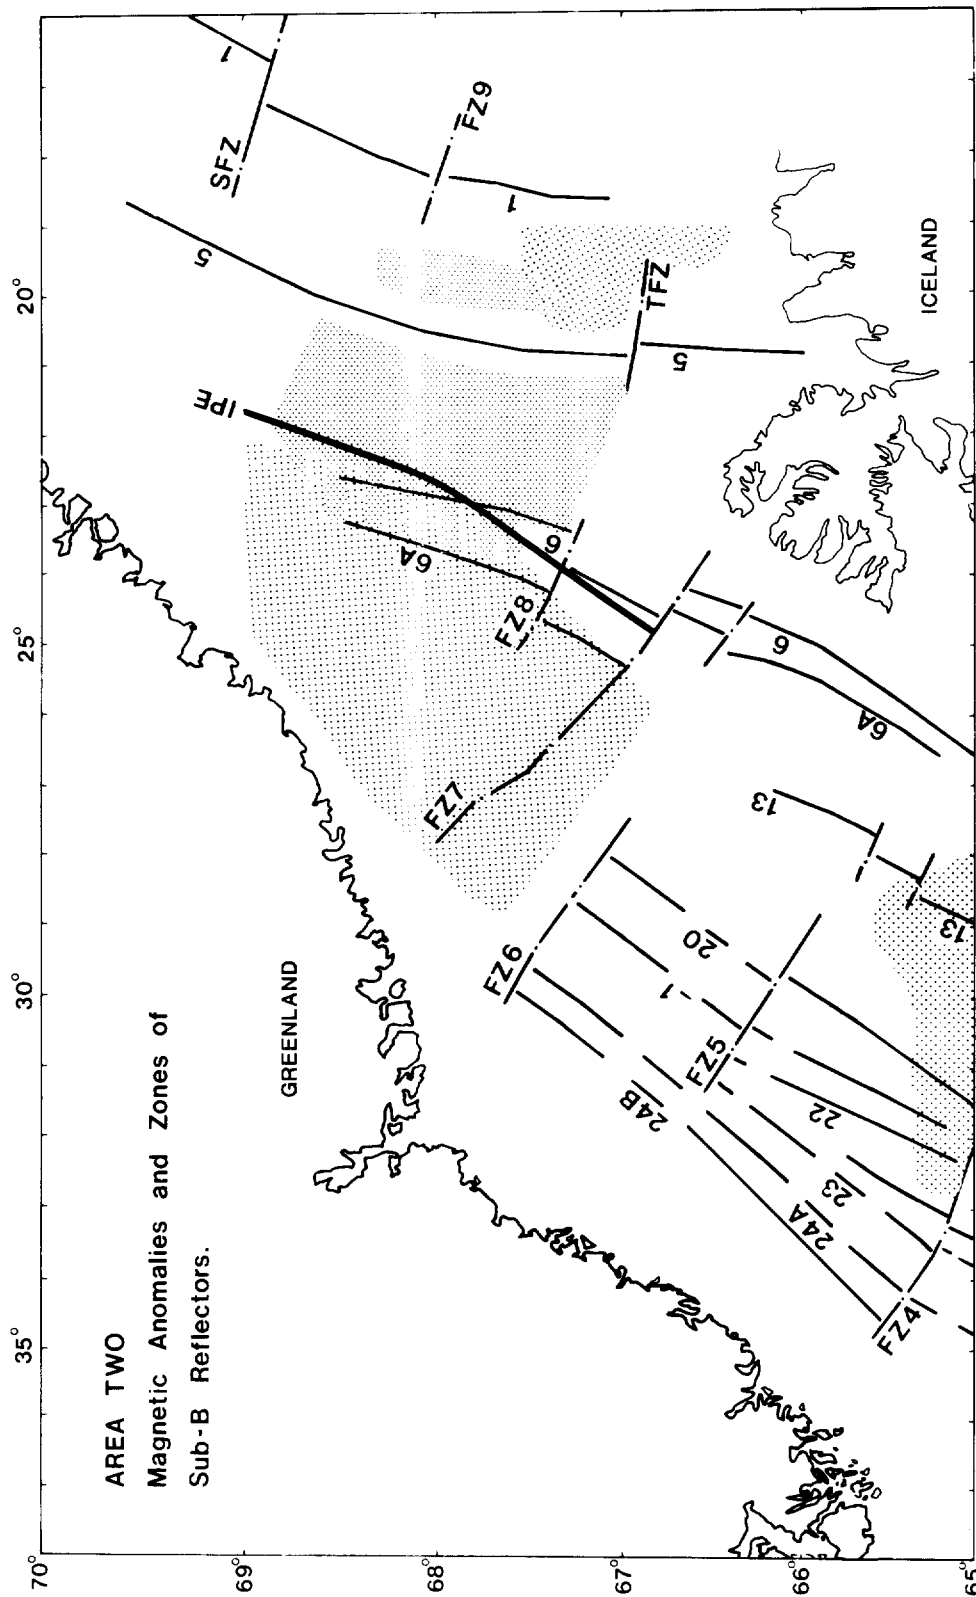 AREA TWO
Magnetic Anomalies and Zones of
Sub-B Reflectors.
GREENLAND
ICELAND
70°
69°
68°
67°
66°
65°
35°
30°
25°
20°
SFZ
FZ9
TFZ
IPE
FZ8
FZ7
FZ6
FZ5
FZ4
1
1
5
5
6
6A
6
6A
13
13
20
1
22
23
24A
24B